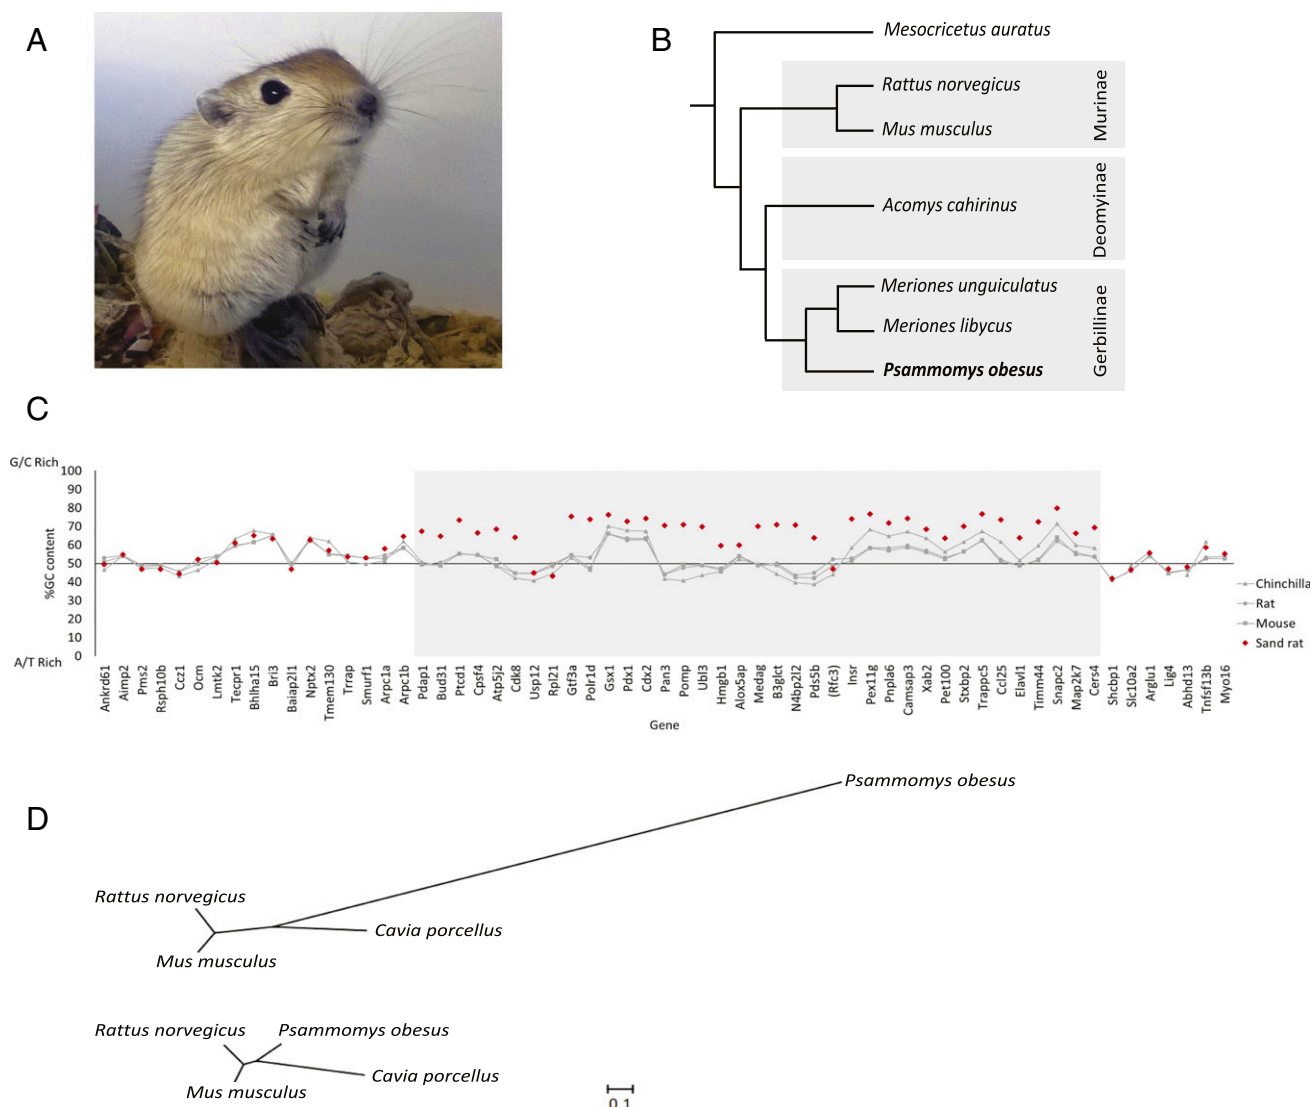 A
B
Mesocricetus auratus
Rattus norvegicus
Mus musculus
Murinae
Acomys cahirinus
Deomyinae
Meriones unguiculatus
Meriones libycus
Psammomys obesus
Gerbillinae
C
G/C Rich
100
90
80
70
60
50
40
30
20
10
0
%GC content
A/T Rich
Ankrd61
Aimp2
Pms2
Rsph10b
Ccz1
Ocm
Lmtk2
Tecpr1
Bhlha15
Bri3
Baiap2l1
Nptx2
Tmem130
Trrap
Smurf1
Arpc1a
Arpc1b
Pdap1
Bud31
Ptcd1
Cpsf4
Atp5j2
Cdk8
Usp12
Rpl21
Gtf3a
Polr1d
Gsx1
Pdx1
Cdx2
Pan3
Pomp
Ubl3
Hmgb1
Alox5ap
Medag
B3glct
N4bp2l2
Pds5b
(Rfc3)
Insr
Pex11g
Pnpla6
Camsap3
Xab2
Pet100
Stxbp2
Trappc5
Ccl25
Elavl1
Timm44
Snapc2
Map2k7
Cers4
Shcbp1
Slc10a2
Arglu1
Lig4
Abhd13
Tnfsf13b
Myo16
Gene
Chinchilla
Rat
Mouse
Sand rat
D
Psammomys obesus
Rattus norvegicus
Cavia porcellus
Mus musculus
Rattus norvegicus
Psammomys obesus
Cavia porcellus
Mus musculus
0.1